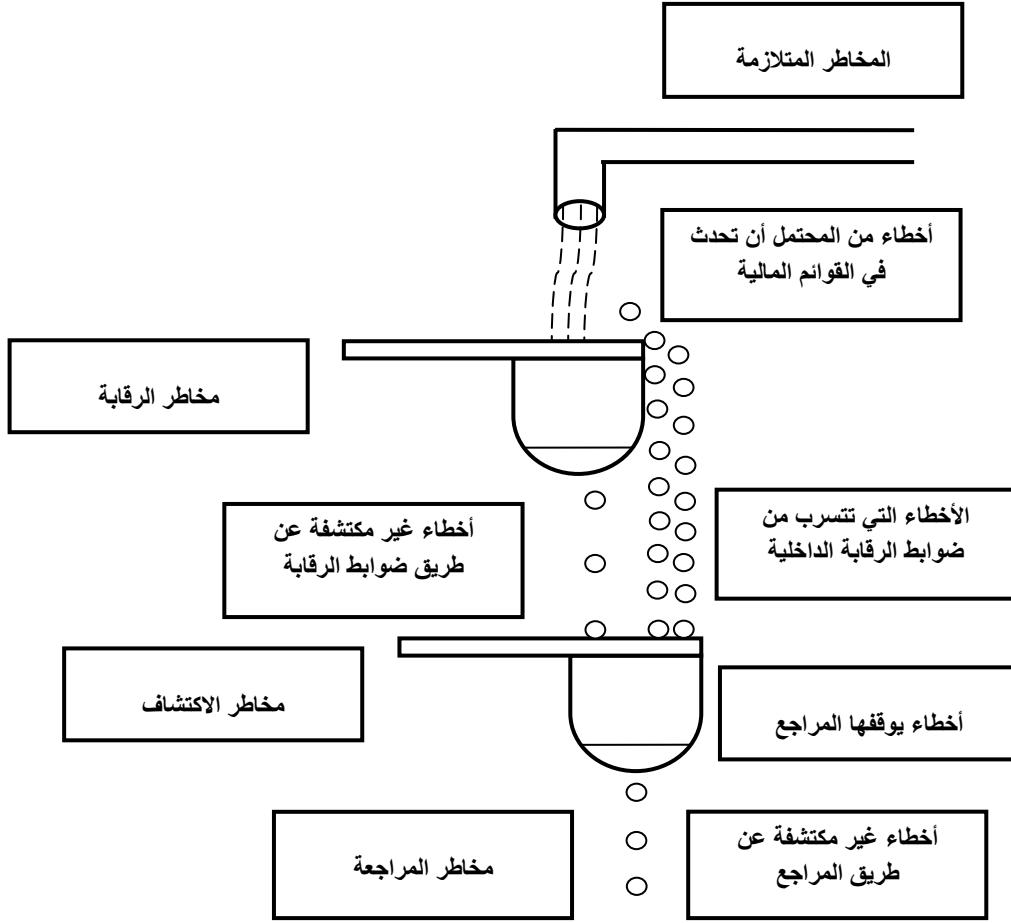 المخاطر المتلازمة
أخطاء من المحتمل أن تحدث
في القوائم المالية
مخاطر الرقابة
الأخطاء التي تتسرب من
ضوابط الرقابة الداخلية
أخطاء غير مكتشفة عن
طريق ضوابط الرقابة
أخطاء يوقفها المراجع
مخاطر الاكتشاف
أخطاء غير مكتشفة عن
طريق المراجع
مخاطر المراجعة